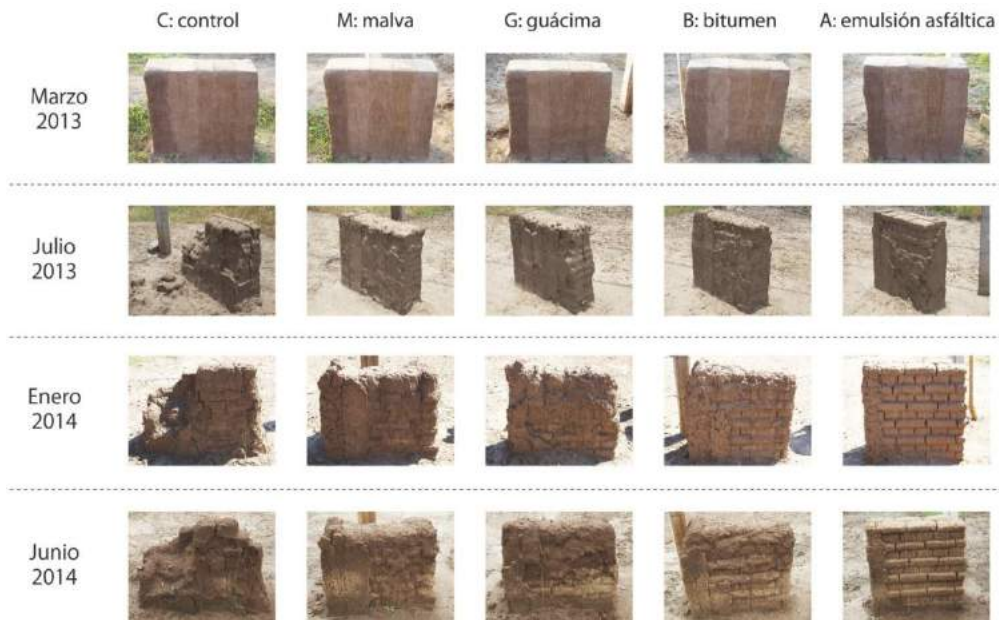 C: control
M: malva
G: guácima
B: bitumen
A: emulsión asfáltica
Marzo
2013
Julio
2013
Enero
2014
Junio
2014